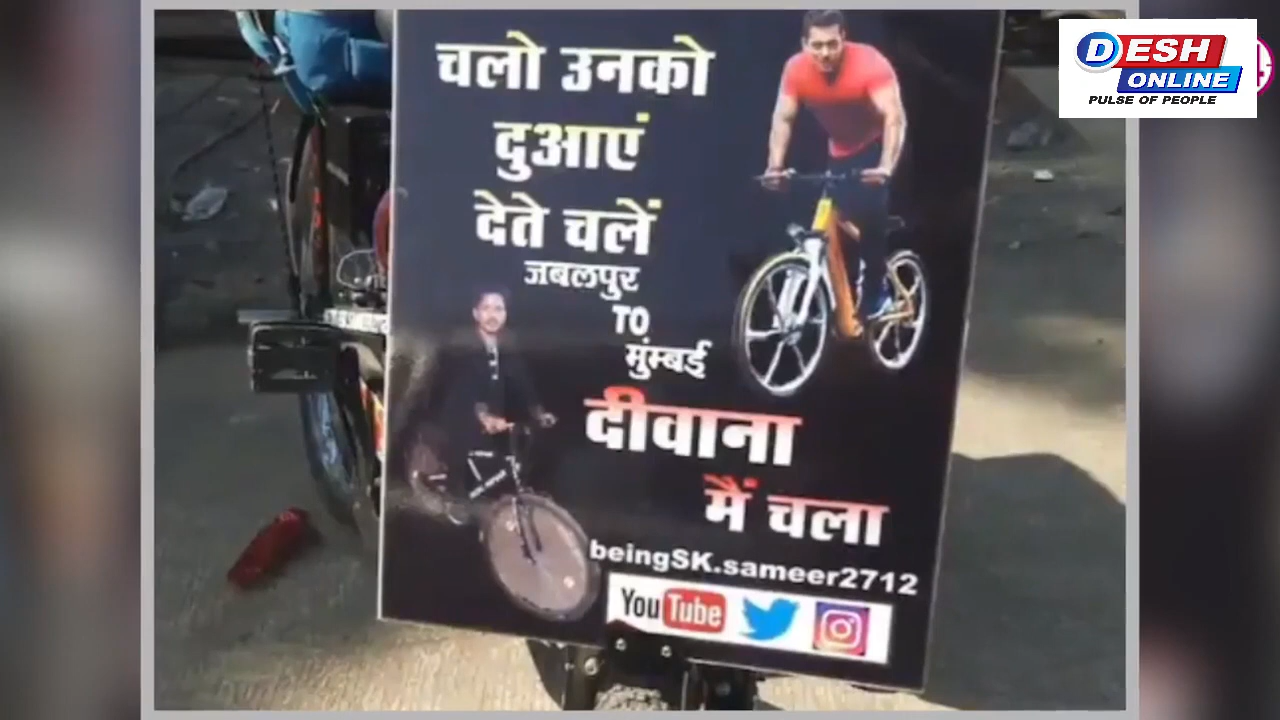 चलो उनको
दुआएं
देते चलें
जबलपुर
TO
मुंम्बई
दीवाना
मैं चला
beingSK.sameer2712
YouTube
DESH
ONLINE
PULSE OF PEOPLE